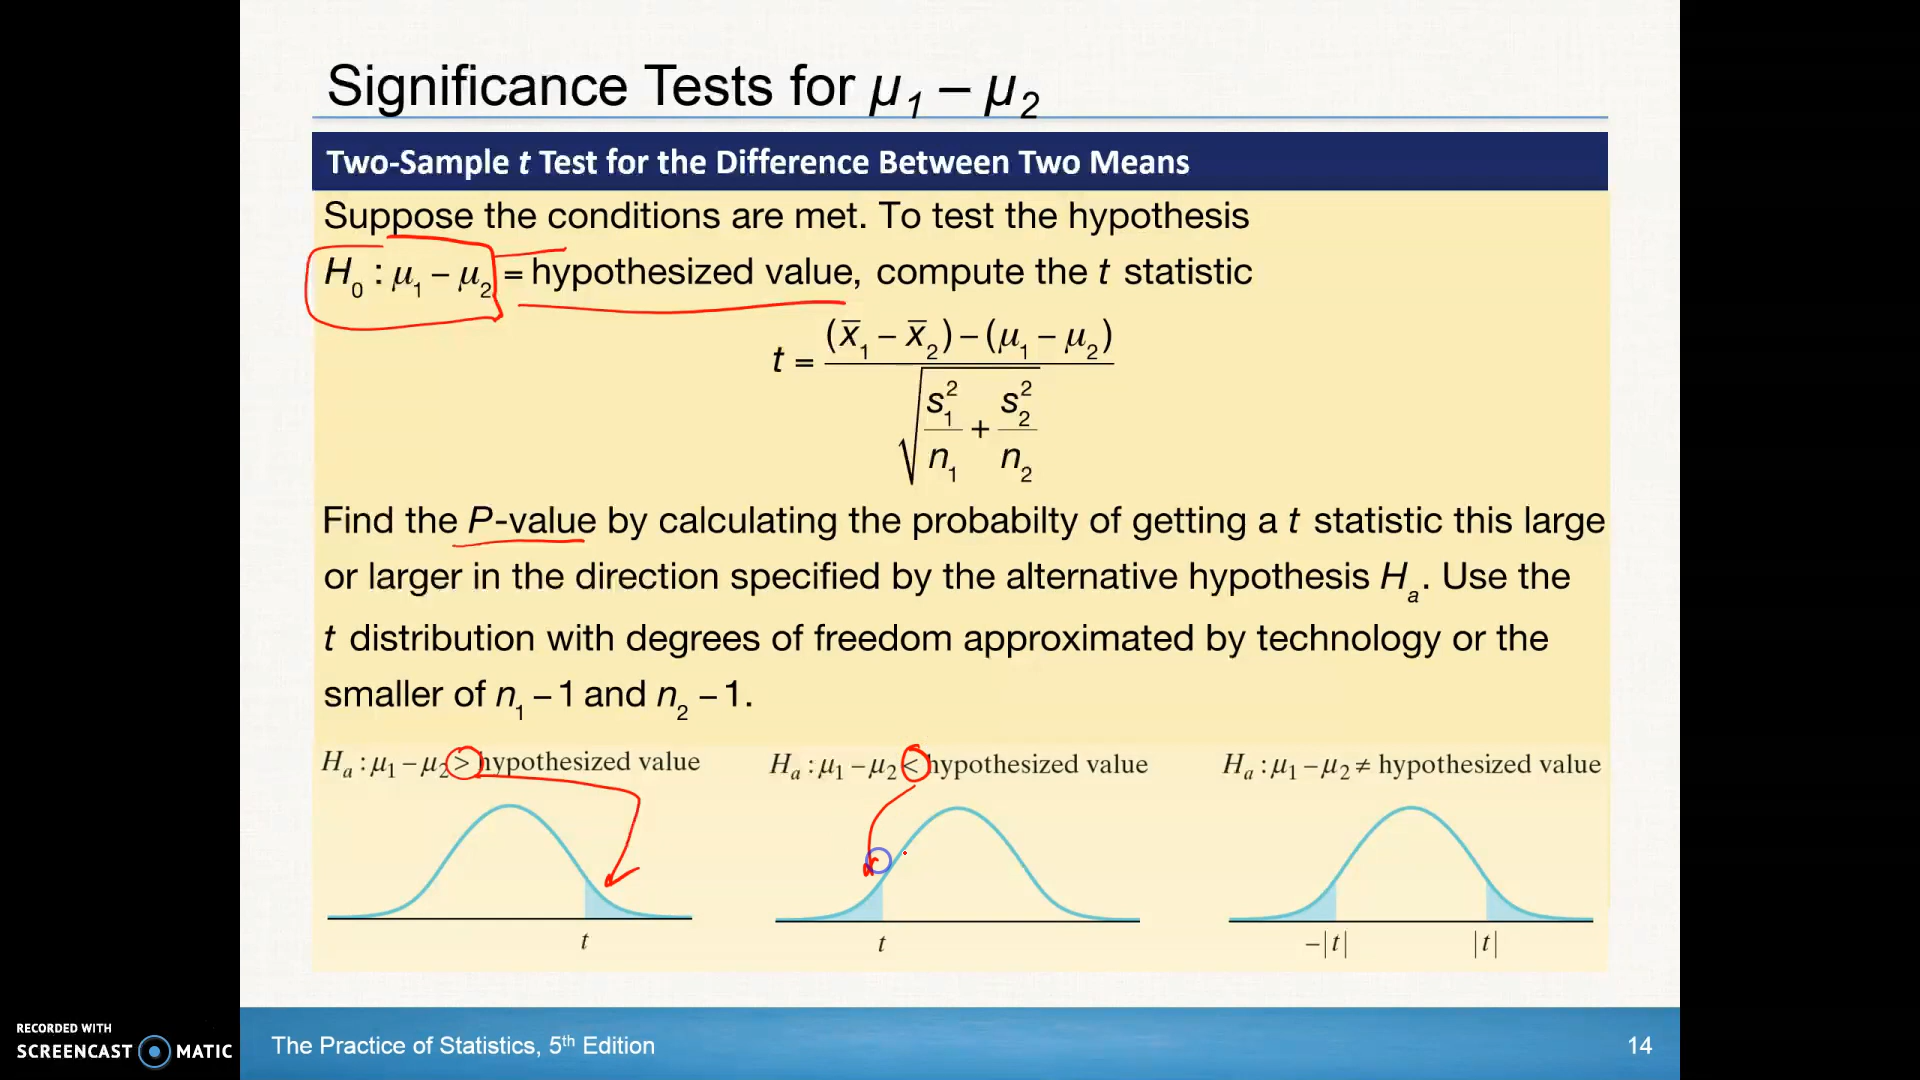 Significance Tests for μ₁ – μ₂
Two-Sample t Test for the Difference Between Two Means
Suppose the conditions are met. To test the hypothesis
H₀ : μ₁ − μ₂ = hypothesized value, compute the t statistic
t = ((x̄₁ − x̄₂) − (μ₁ − μ₂)) / √(s₁²/n₁ + s₂²/n₂)
Find the P-value by calculating the probabilty of getting a t statistic this large
or larger in the direction specified by the alternative hypothesis Hₐ. Use the
t distribution with degrees of freedom approximated by technology or the
smaller of n₁ − 1 and n₂ − 1.
Hₐ : μ₁ − μ₂ > hypothesized value
t
Hₐ : μ₁ − μ₂ < hypothesized value
t
Hₐ : μ₁ − μ₂ ≠ hypothesized value
−|t| |t|
RECORDED WITH
SCREENCAST MATIC
The Practice of Statistics, 5th Edition
14